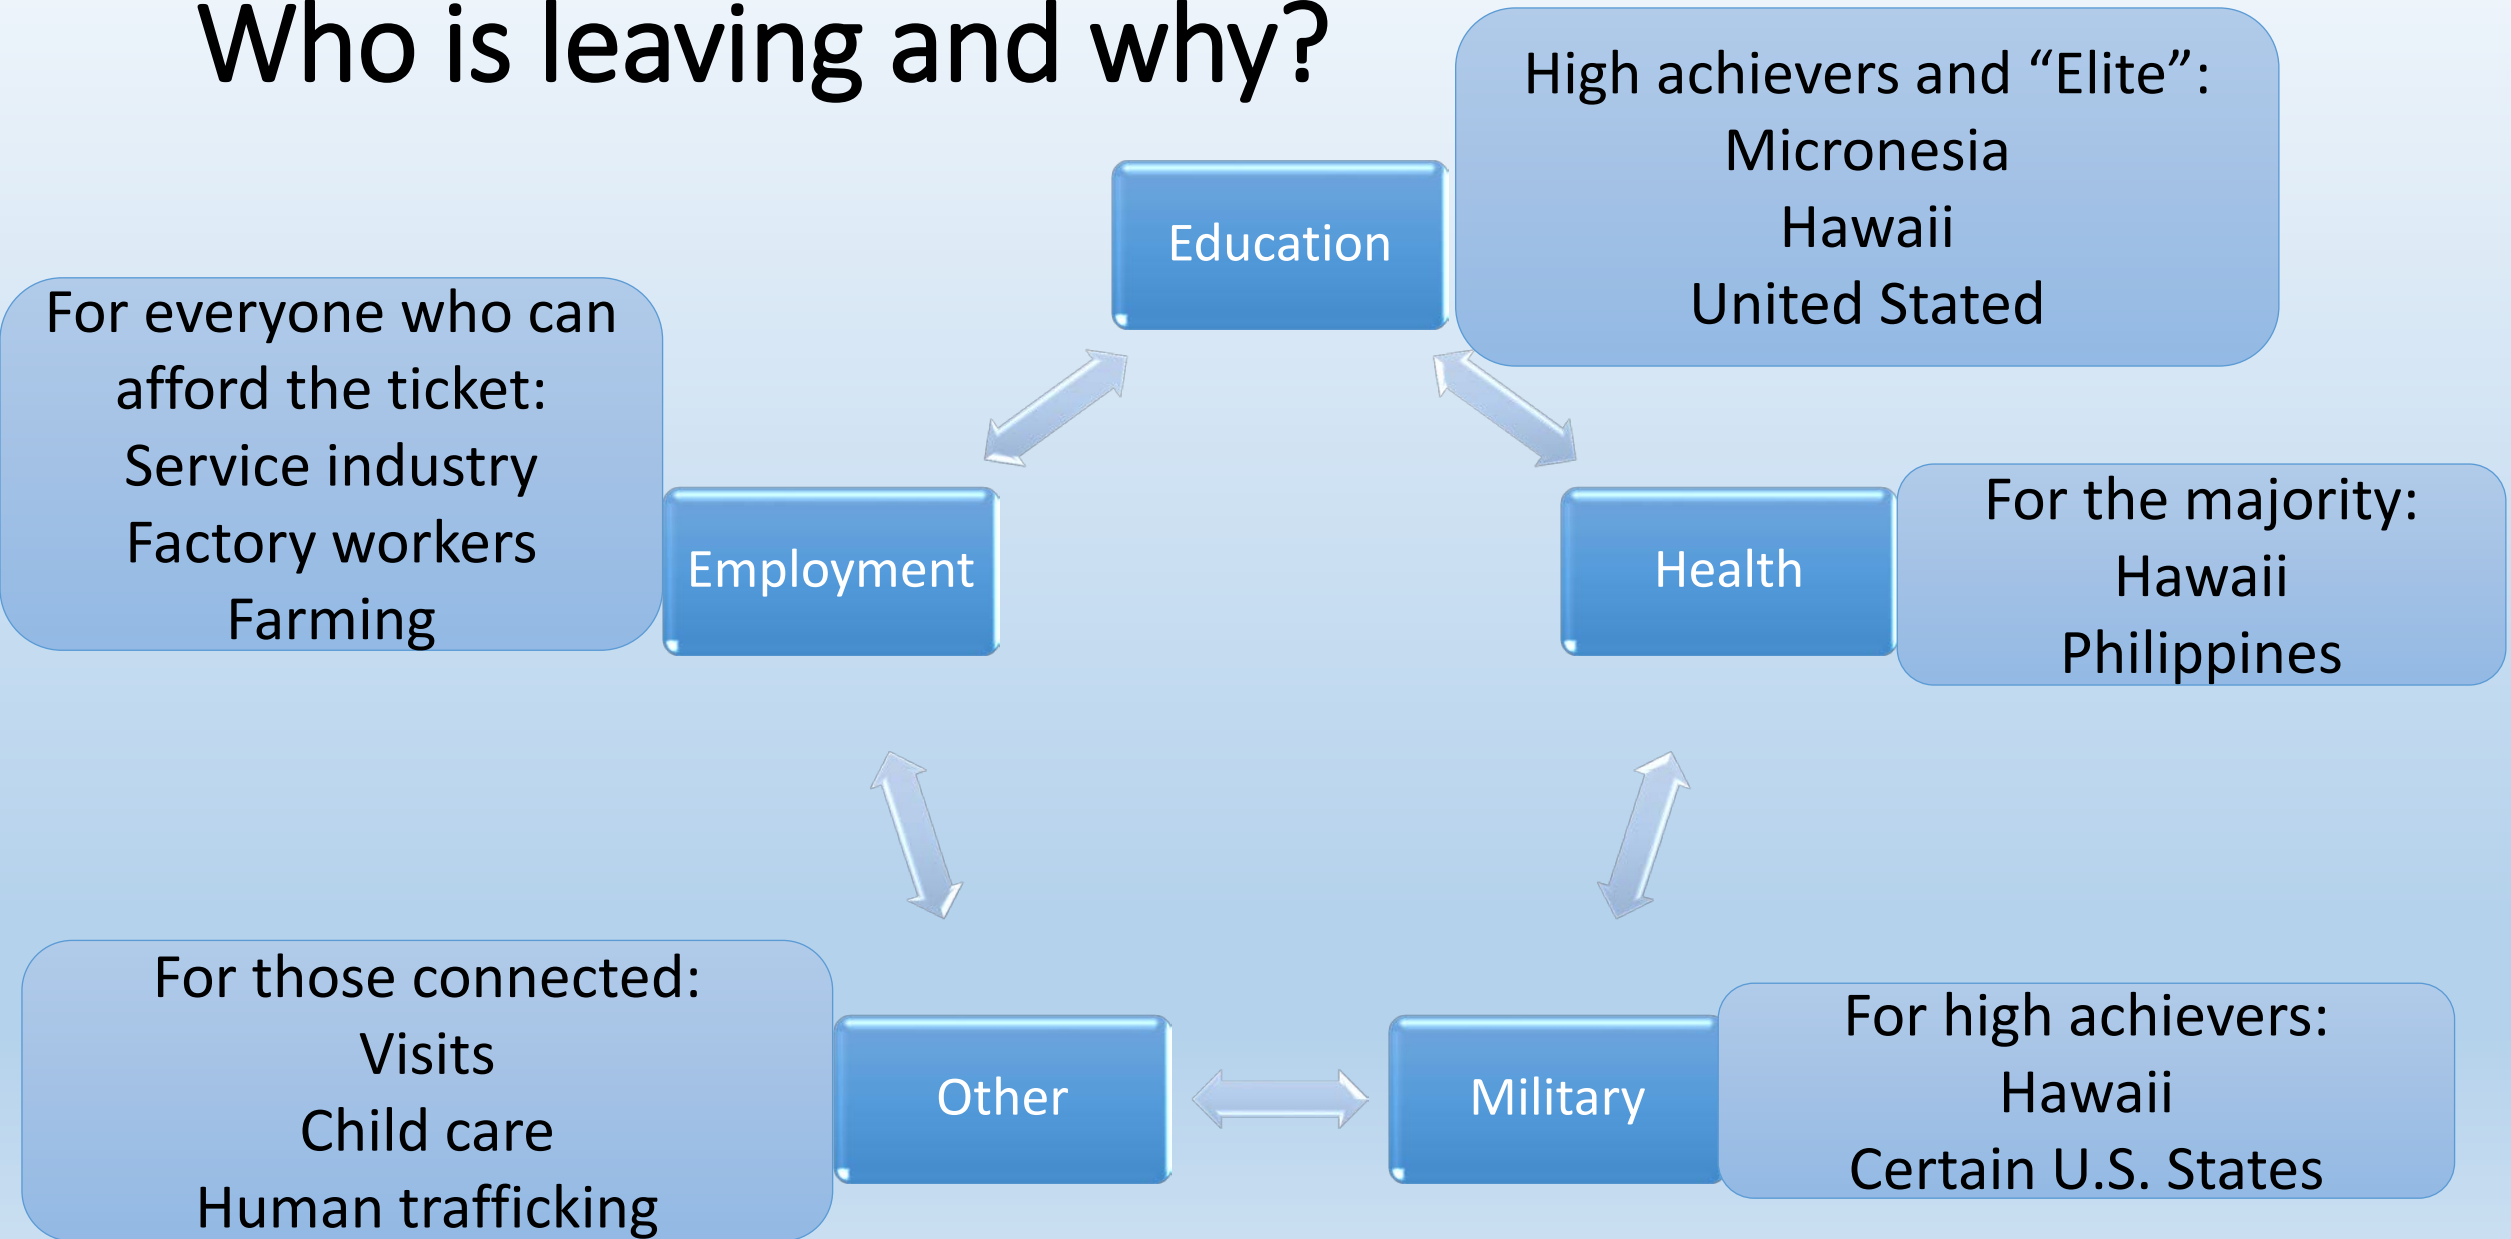 Who is leaving and why?
High achievers and “Elite”:
Micronesia
Hawaii
United Stated
Education
For everyone who can
afford the ticket:
Service industry
Factory workers
Farming
Employment
Health
For the majority:
Hawaii
Philippines
For those connected:
Visits
Child care
Human trafficking
Other
Military
For high achievers:
Hawaii
Certain U.S. States